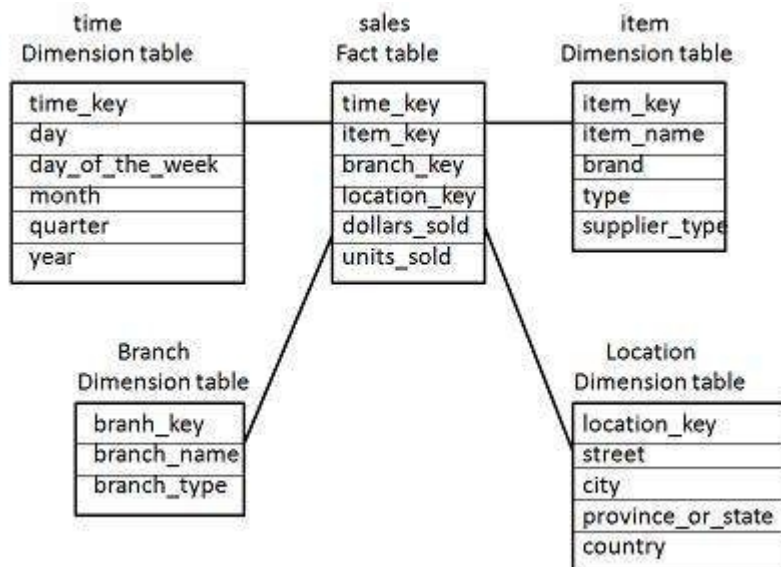 time
Dimension table
time_key
day
day_of_the_week
month
quarter
year
sales
Fact table
time_key
item_key
branch_key
location_key
dollars_sold
units_sold
item
Dimension table
item_key
item_name
brand
type
supplier_type
Branch
Dimension table
branh_key
branch_name
branch_type
Location
Dimension table
location_key
street
city
province_or_state
country